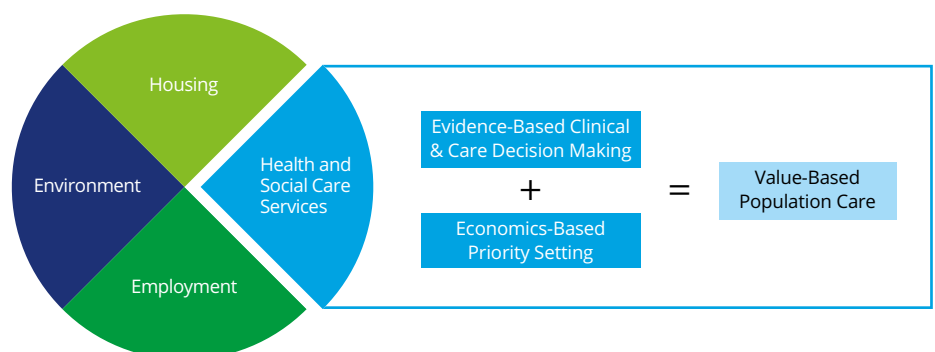 Housing
Environment
Health and
Social Care
Services
Employment
Evidence-Based Clinical
& Care Decision Making
+
Economics-Based
Priority Setting
=
Value-Based
Population Care